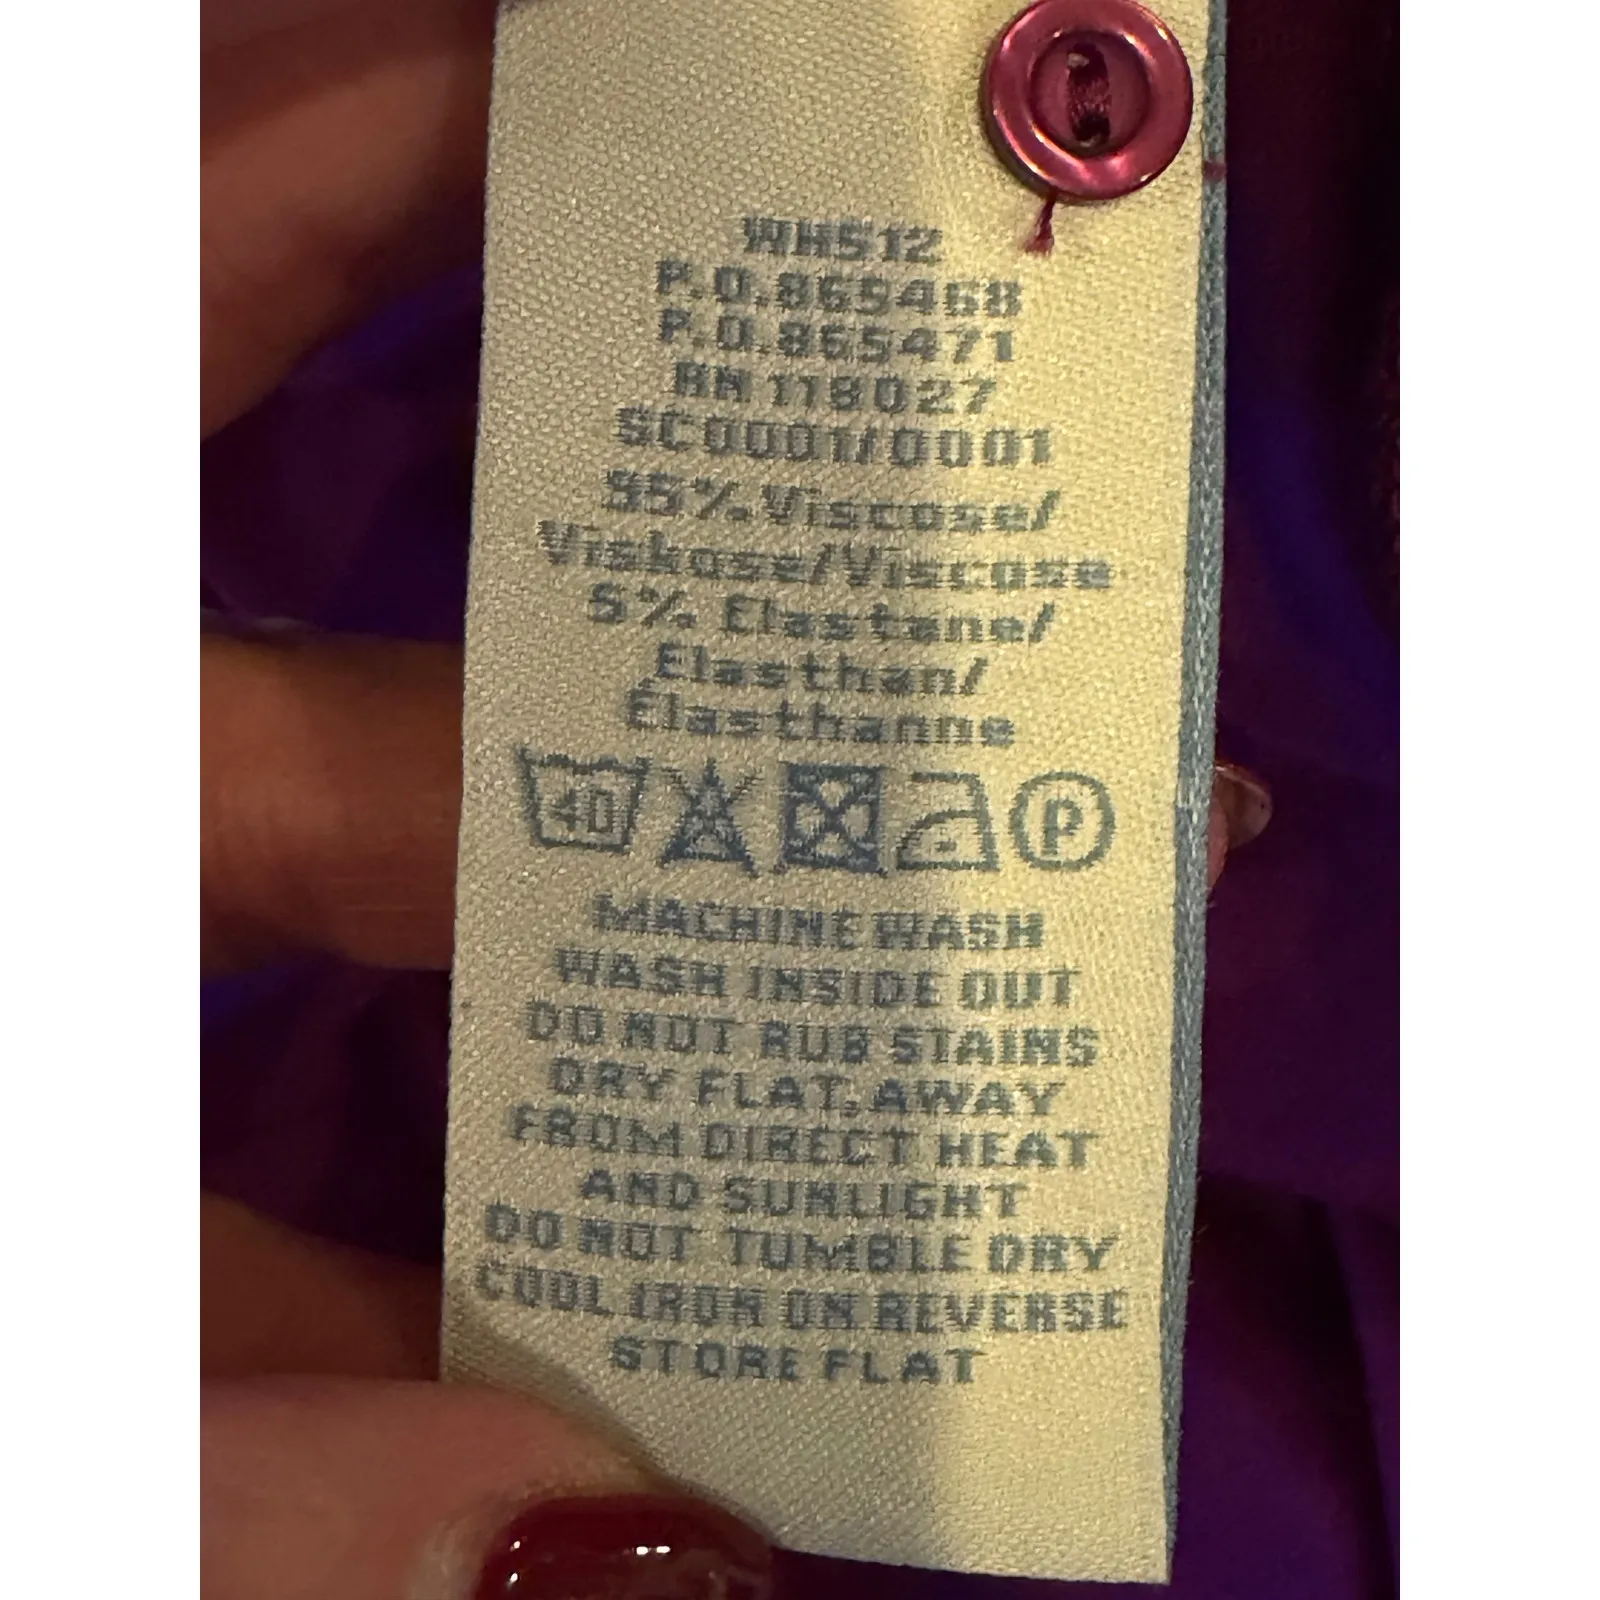 WH512
P.O.865468
P.O.865471
RN 118027
SC0001/0001
95% Viscose/
Viskose/Viscose
5% Elastane/
Elasthan/
Élasthanne
40
P
MACHINE WASH
WASH INSIDE OUT
DO NOT RUB STAINS
DRY FLAT, AWAY
FROM DIRECT HEAT
AND SUNLIGHT
DO NOT TUMBLE DRY
COOL IRON ON REVERSE
STORE FLAT